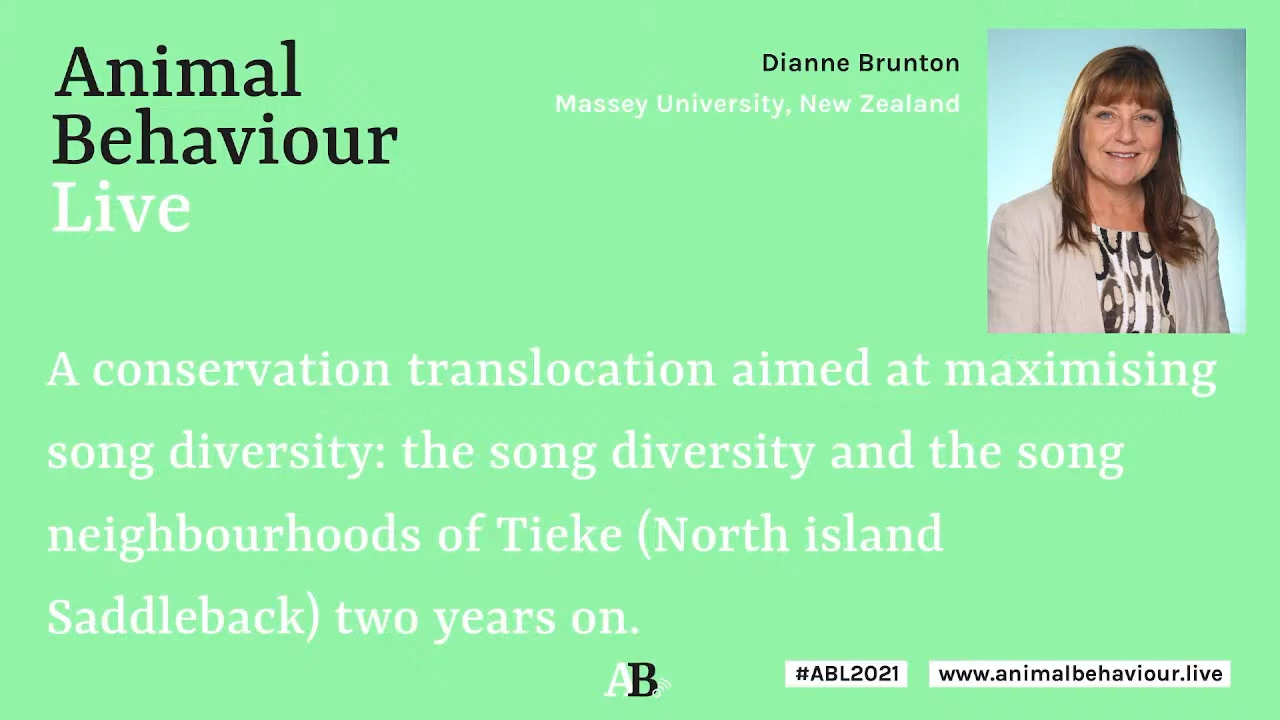 Animal
Behaviour
Live
Dianne Brunton
Massey University, New Zealand
A conservation translocation aimed at maximising
song diversity: the song diversity and the song
neighbourhoods of Tieke (North island
Saddleback) two years on.
AB
#ABL2021
www.animalbehaviour.live